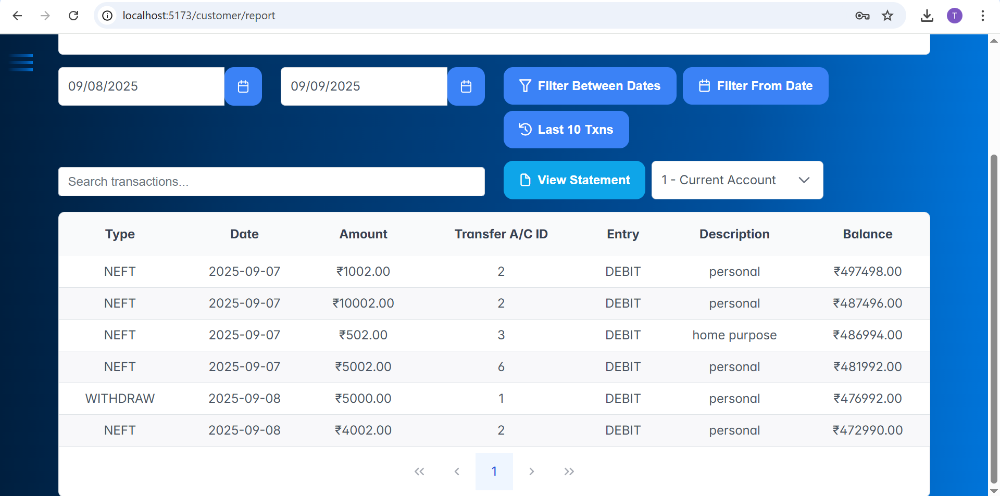 localhost:5173/customer/report
T
09/08/2025 09/09/2025 Filter Between Dates Filter From Date
Last 10 Txns
Search transactions... View Statement 1 - Current Account
Type Date Amount Transfer A/C ID Entry Description Balance
NEFT 2025-09-07 ₹1002.00 2 DEBIT personal ₹497498.00
NEFT 2025-09-07 ₹10002.00 2 DEBIT personal ₹487496.00
NEFT 2025-09-07 ₹502.00 3 DEBIT home purpose ₹486994.00
NEFT 2025-09-07 ₹5002.00 6 DEBIT personal ₹481992.00
WITHDRAW 2025-09-08 ₹5000.00 1 DEBIT personal ₹476992.00
NEFT 2025-09-08 ₹4002.00 2 DEBIT personal ₹472990.00
1